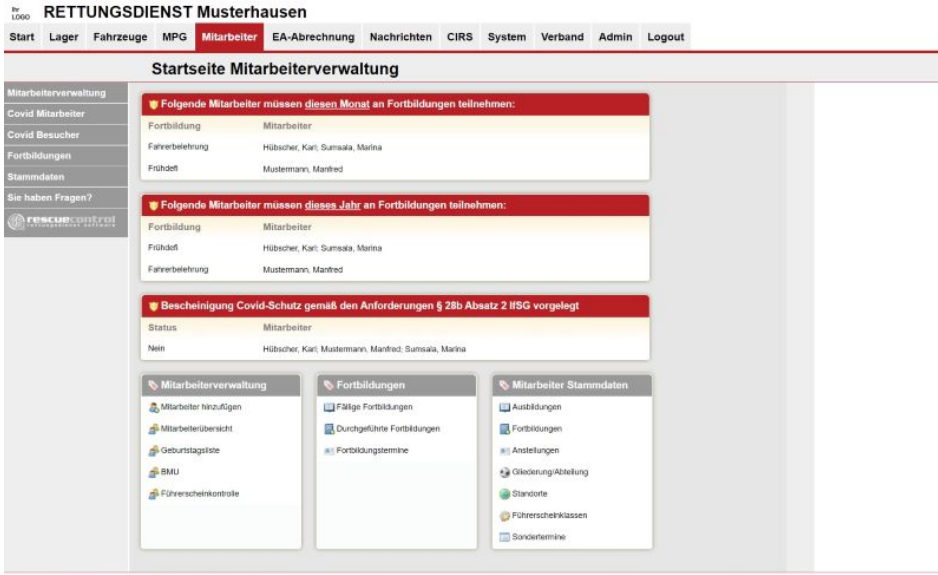 Ihr
LOGO
RETTUNGSDIENST Musterhausen
Start Lager Fahrzeuge MPG Mitarbeiter EA-Abrechnung Nachrichten CIRS System Verband Admin Logout
Startseite Mitarbeiterverwaltung
Mitarbeiterverwaltung
Covid Mitarbeiter
Covid Besucher
Fortbildungen
Stammdaten
Sie haben Fragen?
rescuecontrol
rettungsdienst software
Folgende Mitarbeiter müssen diesen Monat an Fortbildungen teilnehmen:
Fortbildung Mitarbeiter
Fahrerbelehrung Hübscher, Karl; Sumsala, Marina
Frühdefi Mustermann, Manfred
Folgende Mitarbeiter müssen dieses Jahr an Fortbildungen teilnehmen:
Fortbildung Mitarbeiter
Frühdefi Hübscher, Karl; Sumsala, Marina
Fahrerbelehrung Mustermann, Manfred
Bescheinigung Covid-Schutz gemäß den Anforderungen § 28b Absatz 2 IfSG vorgelegt
Status Mitarbeiter
Nein Hübscher, Karl; Mustermann, Manfred; Sumsala, Marina
Mitarbeiterverwaltung
Mitarbeiter hinzufügen
Mitarbeiterübersicht
Geburtstagsliste
BMU
Führerscheinkontrolle
Fortbildungen
Fällige Fortbildungen
Durchgeführte Fortbildungen
Fortbildungstermine
Mitarbeiter Stammdaten
Ausbildungen
Fortbildungen
Anstellungen
Gliederung/Abteilung
Standorte
Führerscheinklassen
Sondertermine